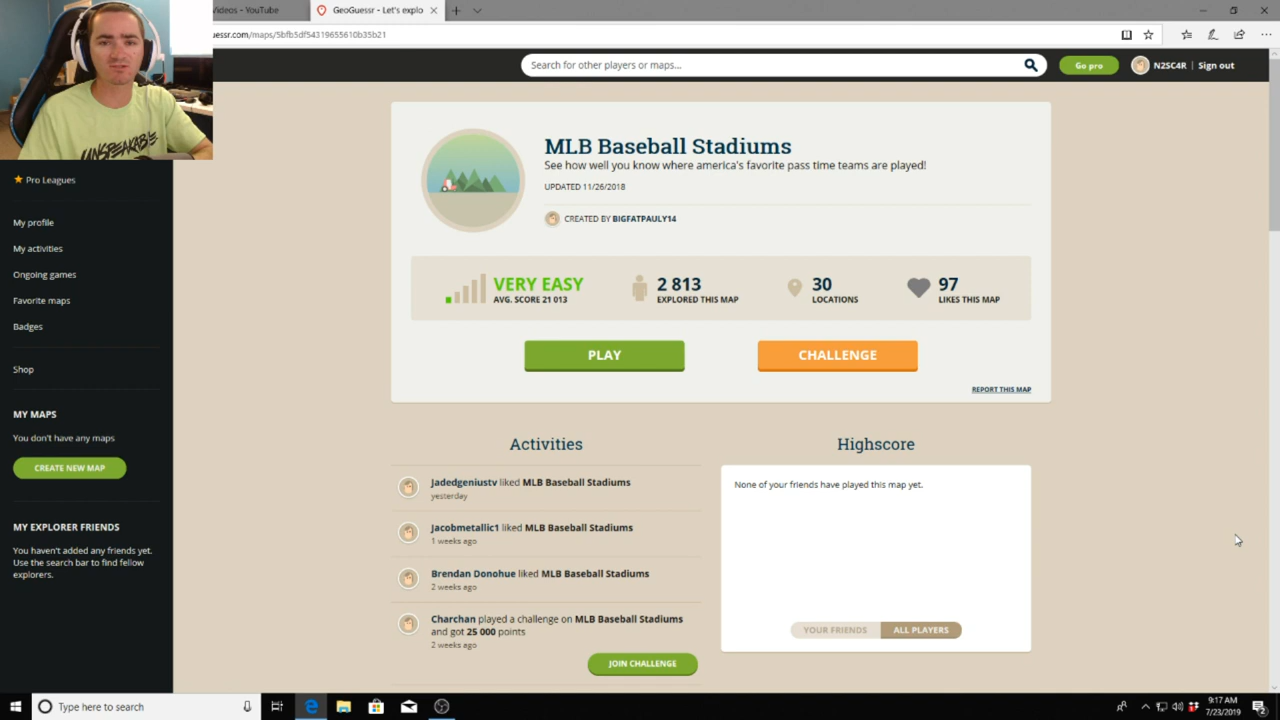 Videos - YouTube
GeoGuessr - Let's explo
uessr.com/maps/5bfb5df54319655610b35b21
Search for other players or maps...
Go pro
N2SC4R | Sign out
UNSPEAKABLE
Pro Leagues
My profile
My activities
Ongoing games
Favorite maps
Badges
Shop
MY MAPS
You don't have any maps
CREATE NEW MAP
MY EXPLORER FRIENDS
You haven't added any friends yet.
Use the search bar to find fellow
explorers.
MLB Baseball Stadiums
See how well you know where america's favorite pass time teams are played!
UPDATED 11/26/2018
CREATED BY BIGFATPAULY14
VERY EASY
AVG. SCORE 21 013
2 813
EXPLORED THIS MAP
30
LOCATIONS
97
LIKES THIS MAP
PLAY
CHALLENGE
REPORT THIS MAP
Activities
Jadedgeniustv liked MLB Baseball Stadiums
yesterday
Jacobmetallic1 liked MLB Baseball Stadiums
1 weeks ago
Brendan Donohue liked MLB Baseball Stadiums
2 weeks ago
Charchan played a challenge on MLB Baseball Stadiums
and got 25 000 points
2 weeks ago
JOIN CHALLENGE
Highscore
None of your friends have played this map yet.
YOUR FRIENDS
ALL PLAYERS
Type here to search
9:17 AM
7/23/2019
2